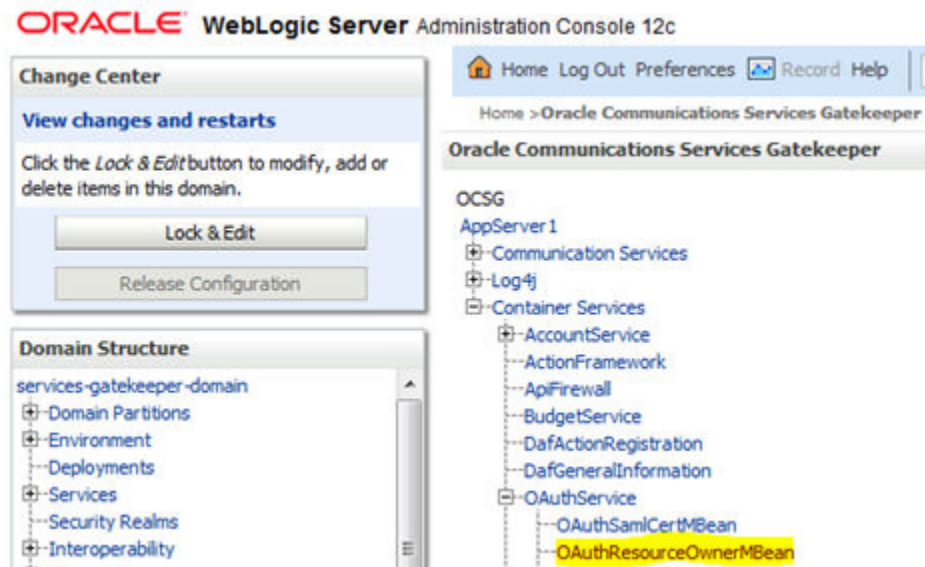 ORACLE WebLogic Server Administration Console 12c
Change Center
View changes and restarts
Click the Lock & Edit button to modify, add or
delete items in this domain.
Lock & Edit
Release Configuration
Domain Structure
services-gatekeeper-domain
Domain Partitions
Environment
Deployments
Services
Security Realms
Interoperability
Home Log Out Preferences Record Help
Home >Oracle Communications Services Gatekeeper
Oracle Communications Services Gatekeeper
OCSG
AppServer1
Communication Services
Log4j
Container Services
AccountService
ActionFramework
ApiFirewall
BudgetService
DafActionRegistration
DafGeneralInformation
OAuthService
OAuthSamlCertMBean
OAuthResourceOwnerMBean